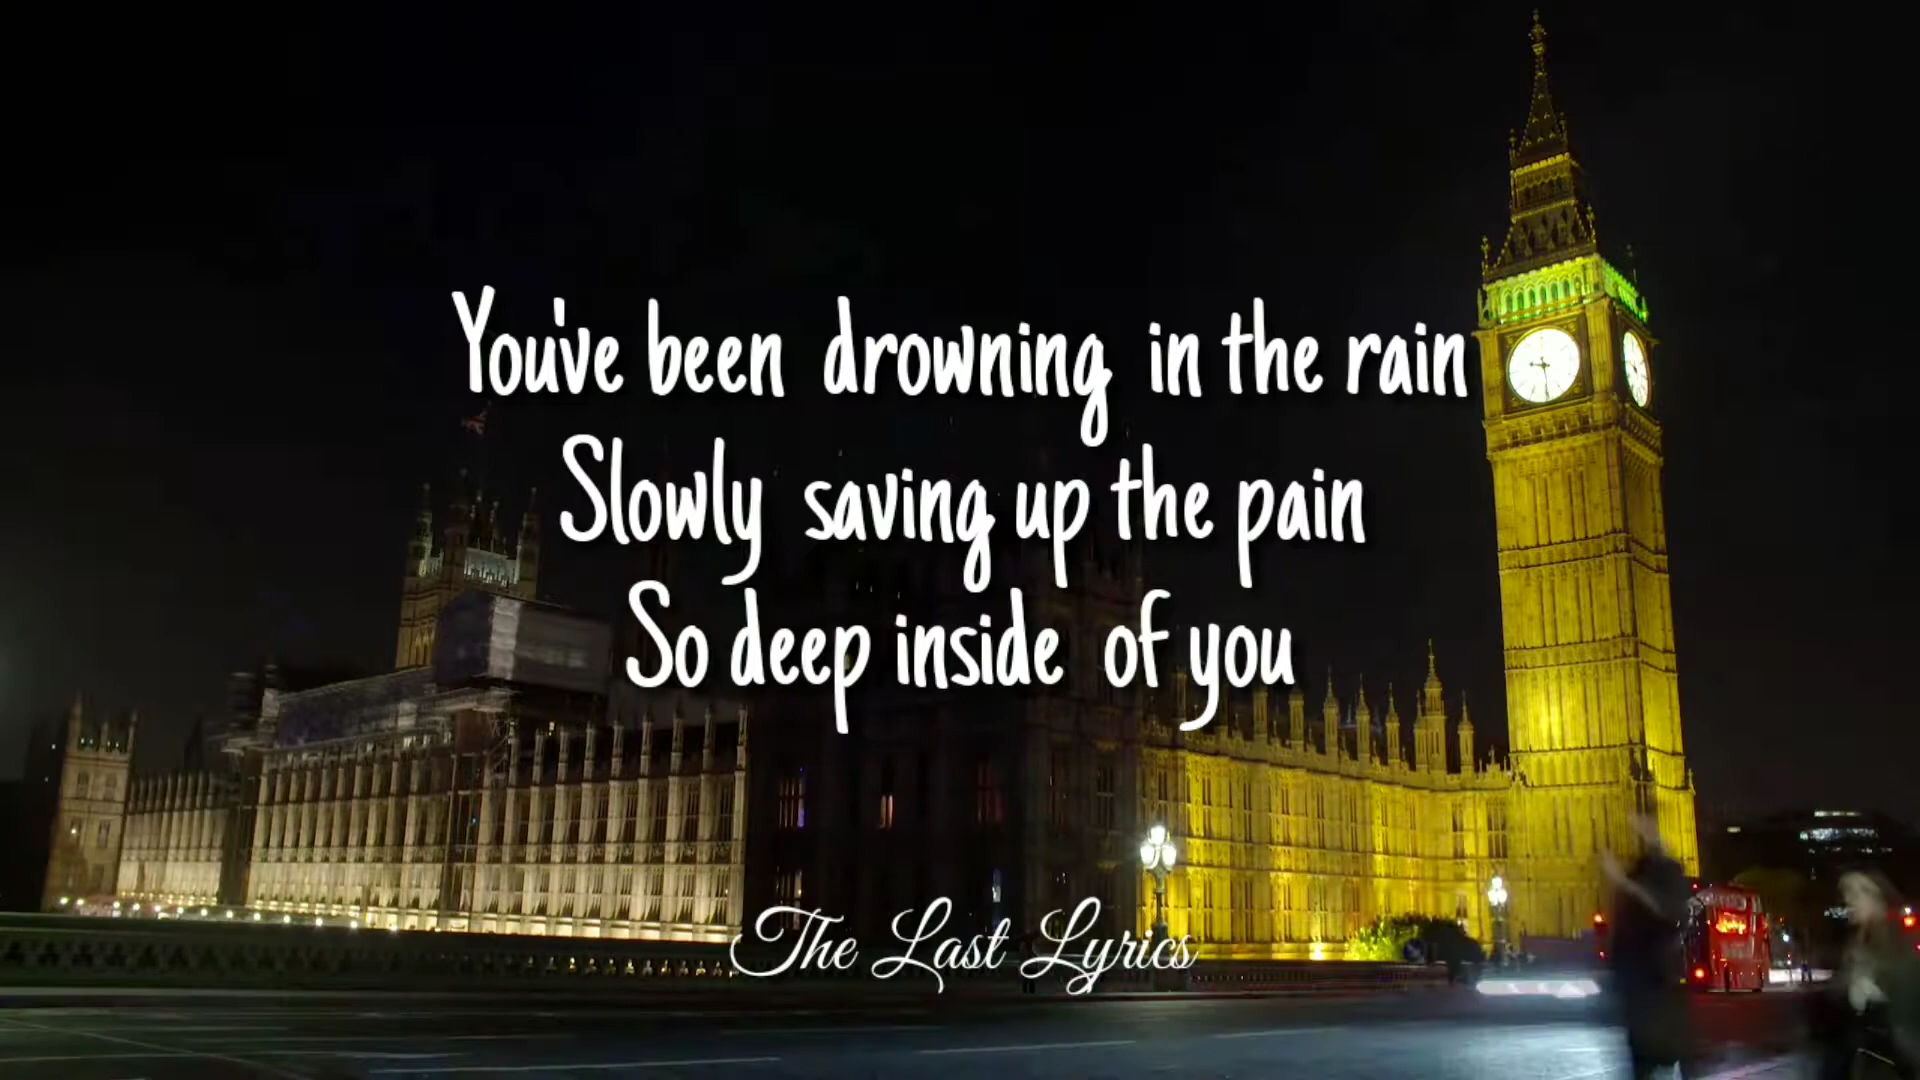 You've been drowning in the rain
Slowly saving up the pain
So deep inside of you
The Last Lyrics